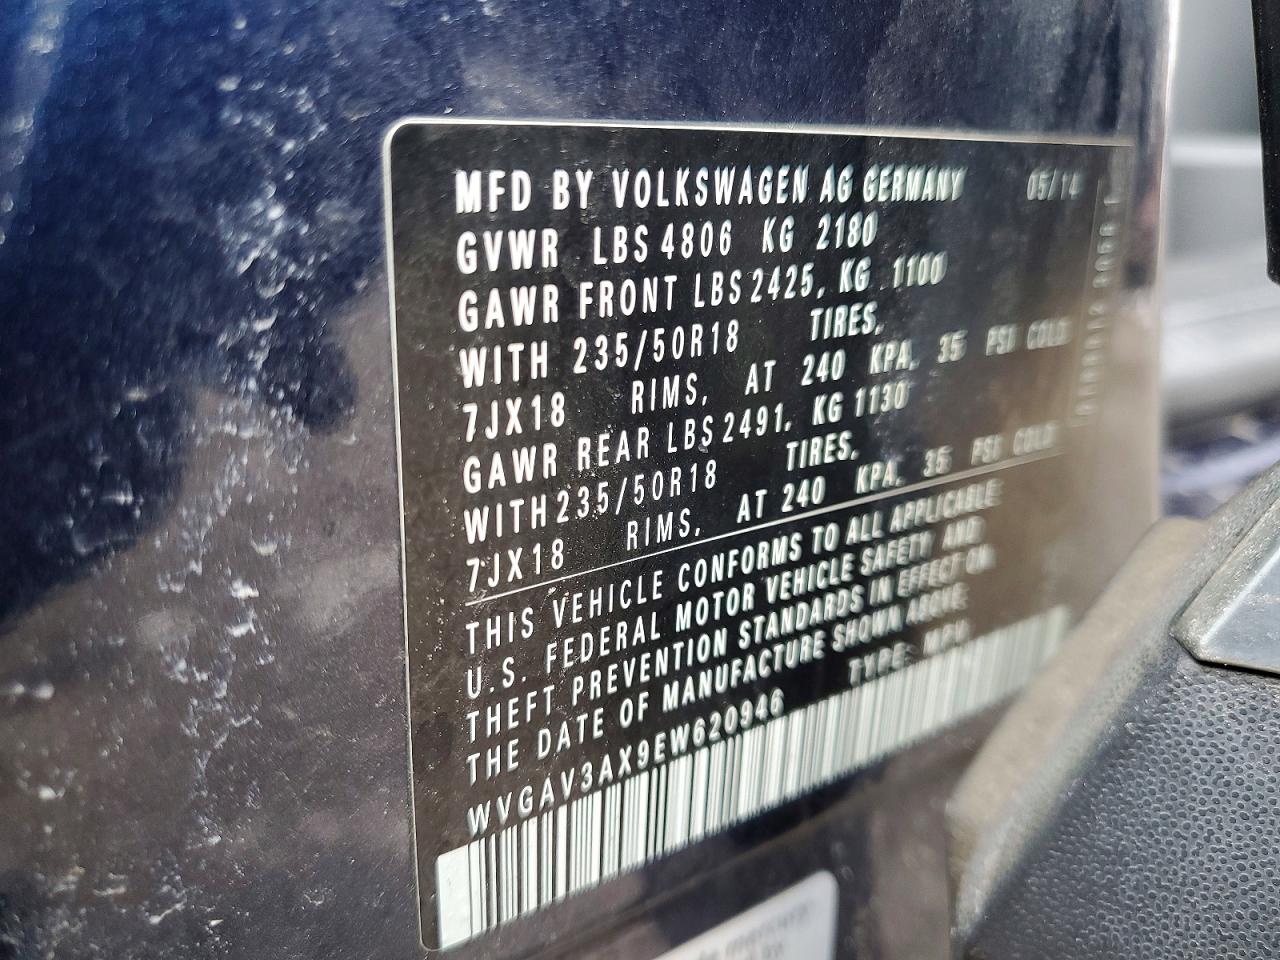 MFD BY VOLKSWAGEN AG GERMANY 05/14
GVWR LBS 4806 KG 2180
GAWR FRONT LBS 2425, KG 1100
WITH 235/50R18 TIRES,
7JX18 RIMS, AT 240 KPA, 35 PSI COLD
GAWR REAR LBS 2491, KG 1130
WITH 235/50R18 TIRES,
7JX18 RIMS, AT 240 KPA, 35 PSI COLD
THIS VEHICLE CONFORMS TO ALL APPLICABLE
U.S. FEDERAL MOTOR VEHICLE SAFETY AND
THEFT PREVENTION STANDARDS IN EFFECT ON
THE DATE OF MANUFACTURE SHOWN ABOVE.
WVGAV3AX9EW620946 TYPE: MPV